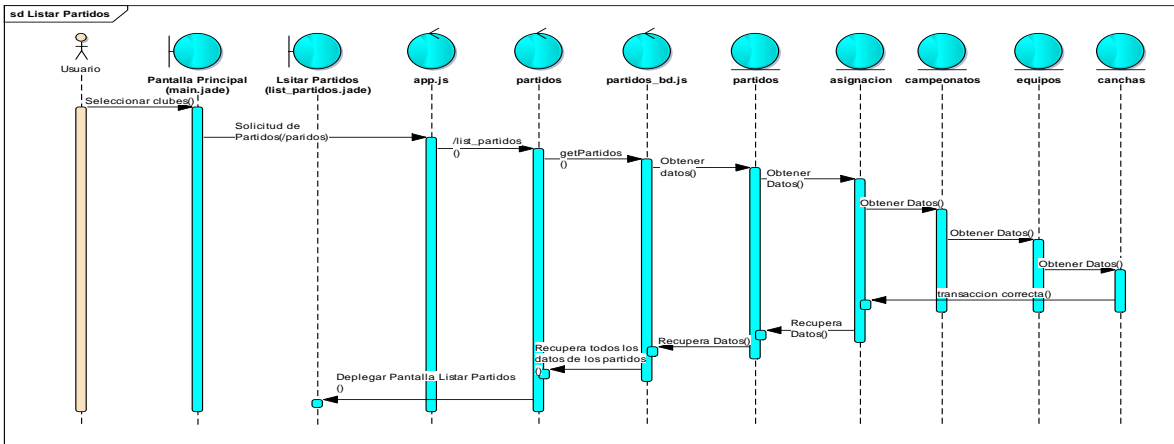 sd Listar Partidos
Usuario
Pantalla Principal
(main.jade)
Lsitar Partidos
(list_partidos.jade)
app.js
partidos
partidos_bd.js
partidos
asignacion
campeonatos
equipos
canchas
Seleccionar clubes()
Solicitud de
Partidos(/paridos)
/list_partidos
()
getPartidos
()
Obtener
datos()
Obtener
Datos()
Obtener Datos()
Obtener Datos()
Obtener Datos()
transaccion correcta()
Recupera
Datos()
Recupera Datos()
Recupera todos los
datos de los partidos
()
Deplegar Pantalla Listar Partidos
()